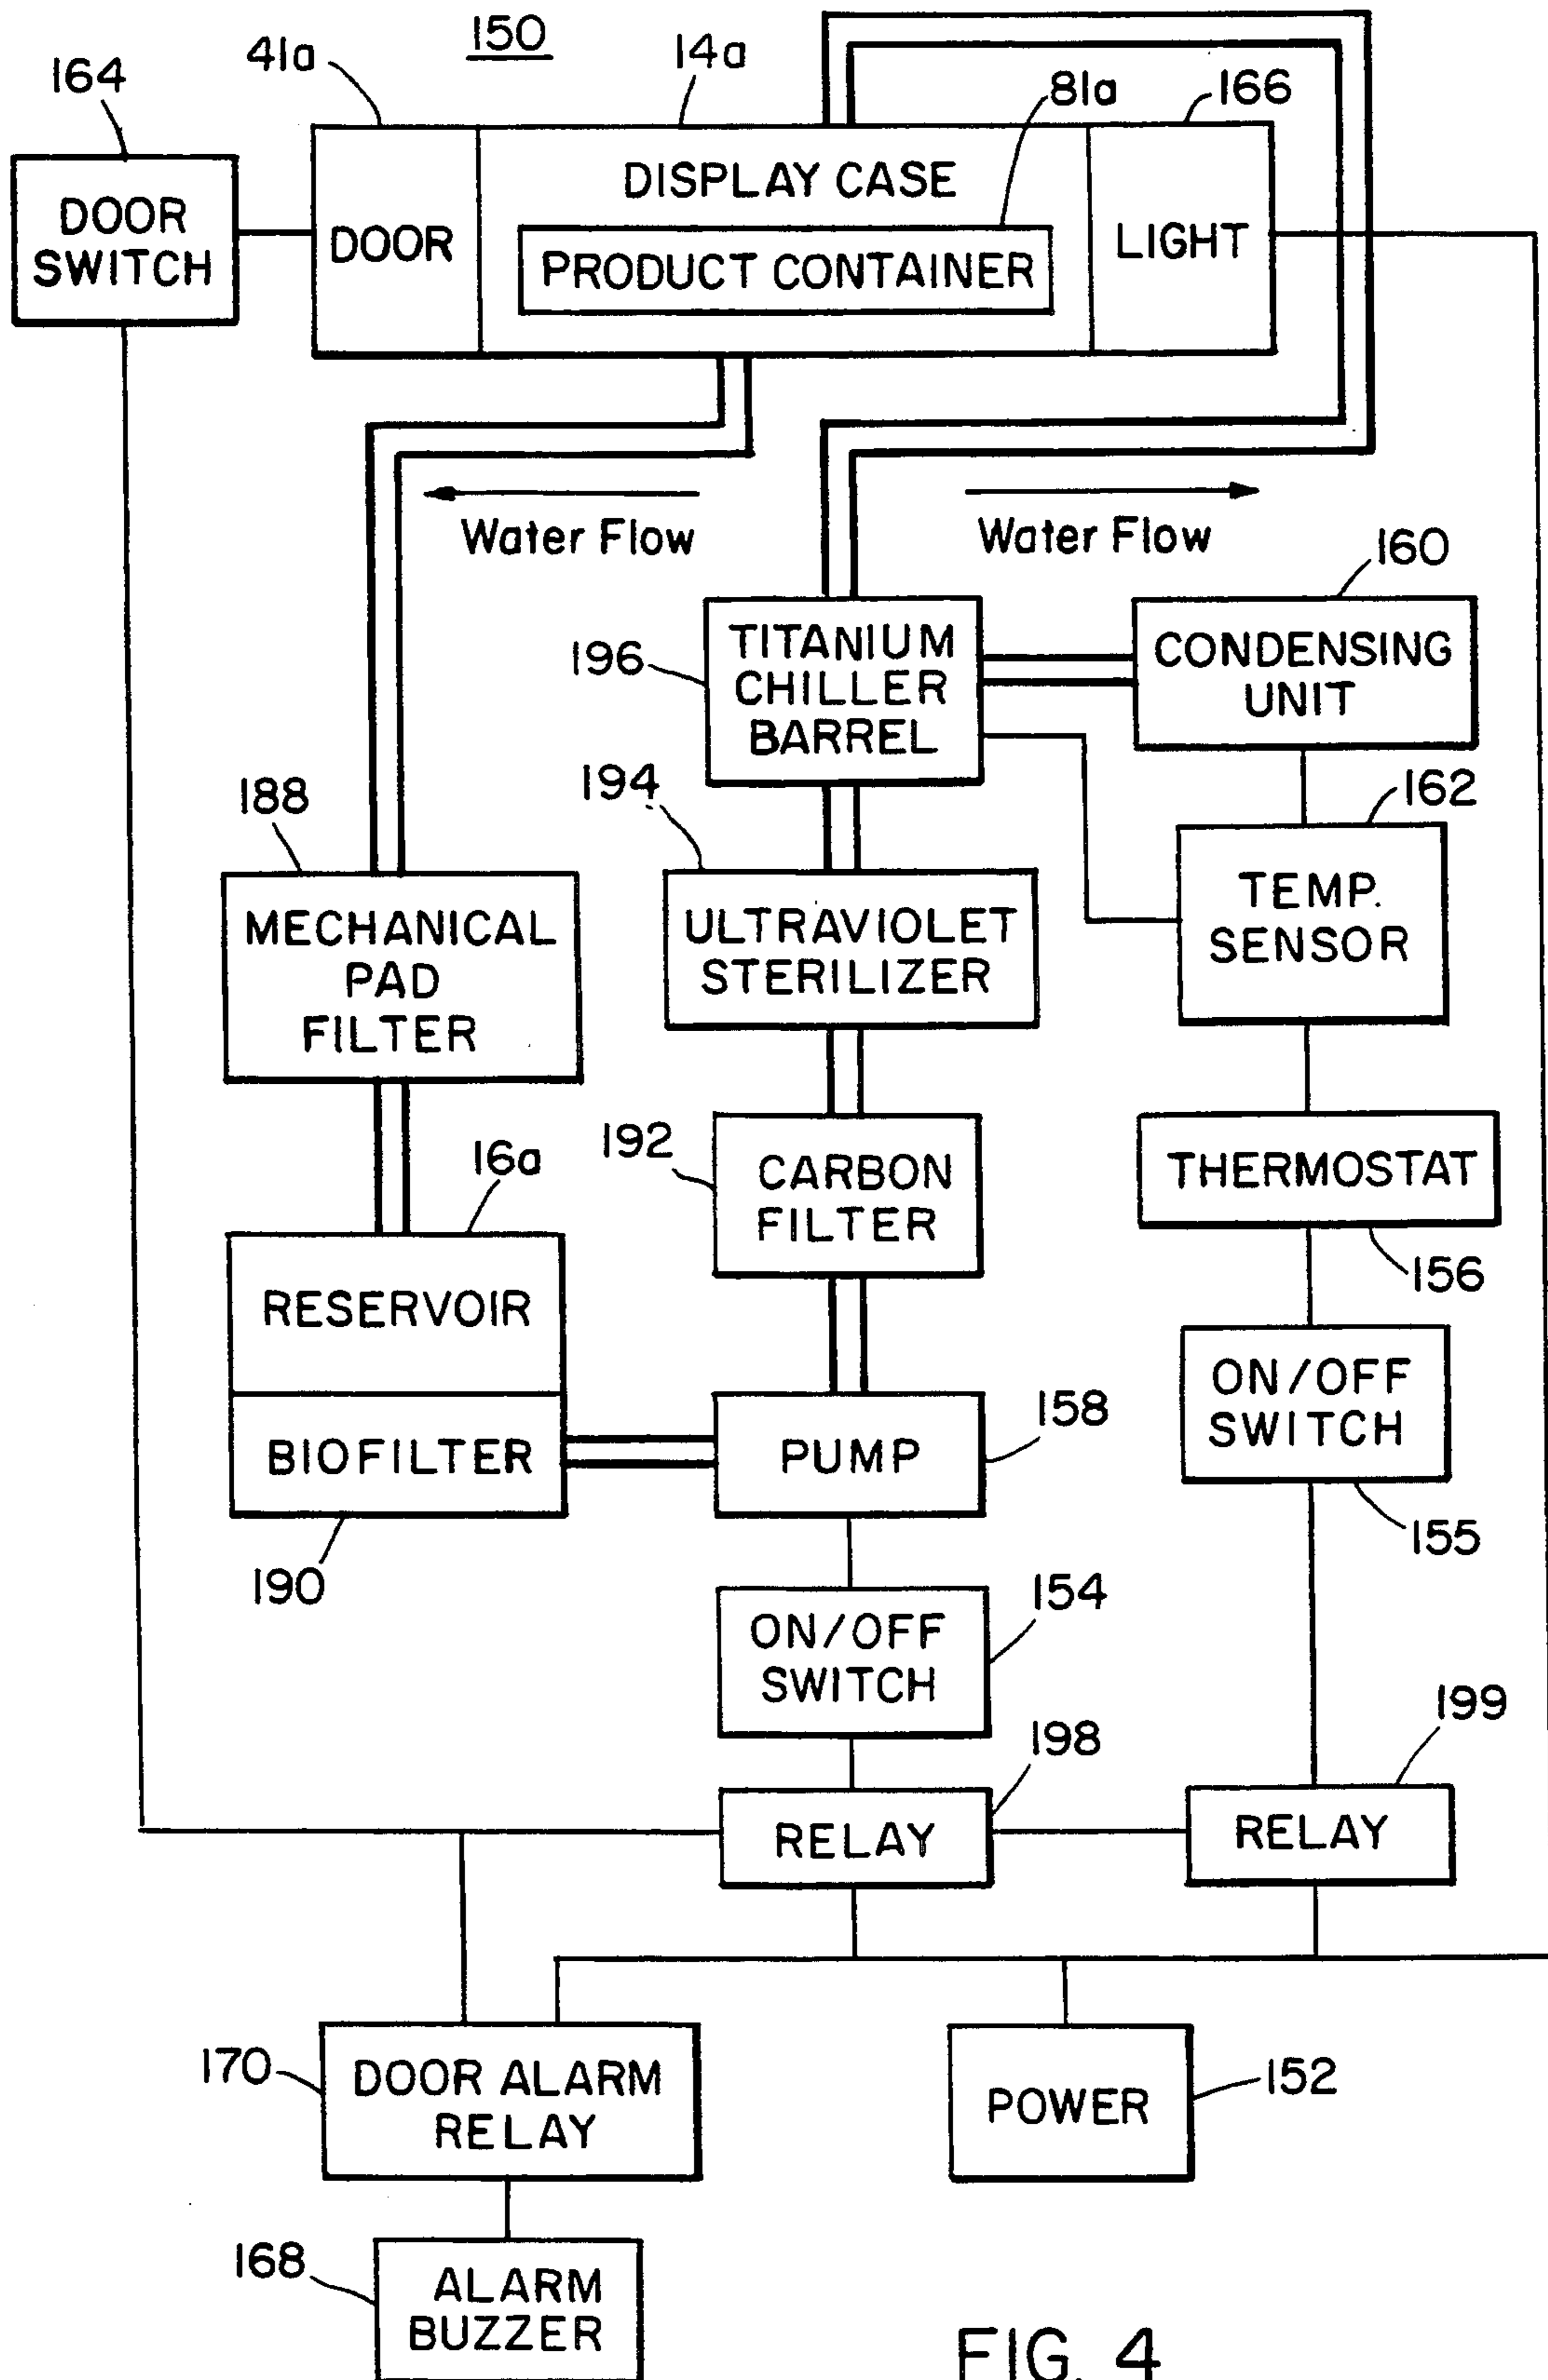 150
41a
14a
81a
166
164
DOOR
SWITCH
DOOR
DISPLAY CASE
PRODUCT CONTAINER
LIGHT
Water Flow
Water Flow
160
196
TITANIUM
CHILLER
BARREL
CONDENSING
UNIT
188
194
162
MECHANICAL
PAD
FILTER
ULTRAVIOLET
STERILIZER
TEMP.
SENSOR
16a
192
CARBON
FILTER
THERMOSTAT
156
RESERVOIR
BIOFILTER
190
PUMP
158
ON/OFF
SWITCH
155
ON/OFF
SWITCH
154
198
199
RELAY
RELAY
170
DOOR ALARM
RELAY
POWER
152
168
ALARM
BUZZER
FIG. 4